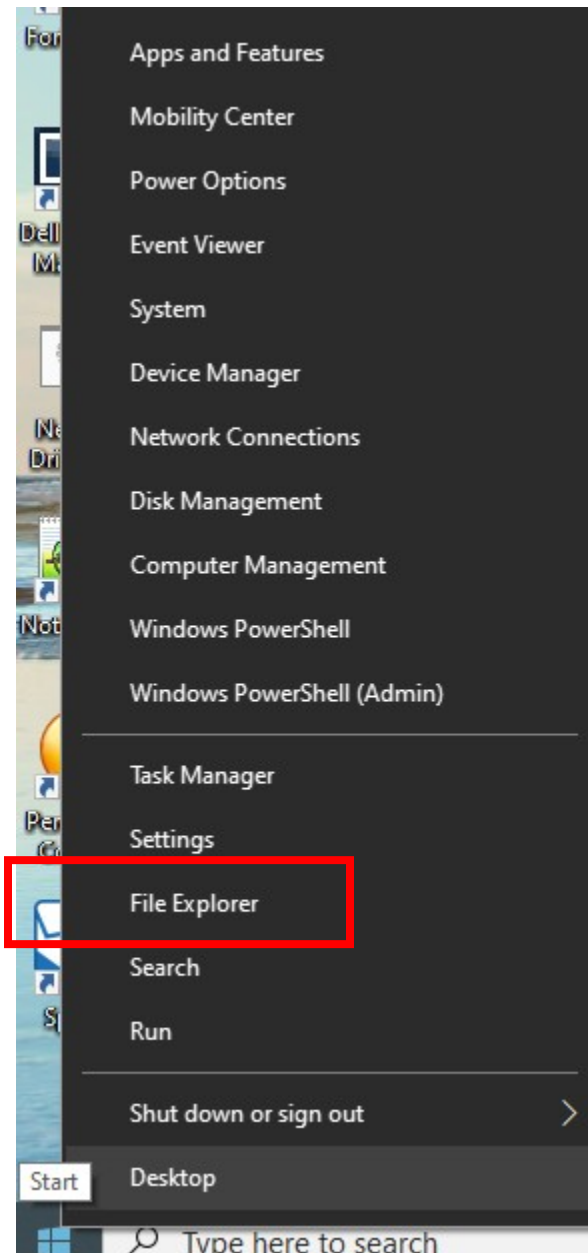 Apps and Features
Mobility Center
Power Options
Event Viewer
System
Device Manager
Network Connections
Disk Management
Computer Management
Windows PowerShell
Windows PowerShell (Admin)
Task Manager
Settings
File Explorer
Search
Run
Shut down or sign out
Desktop
Start
Type here to search